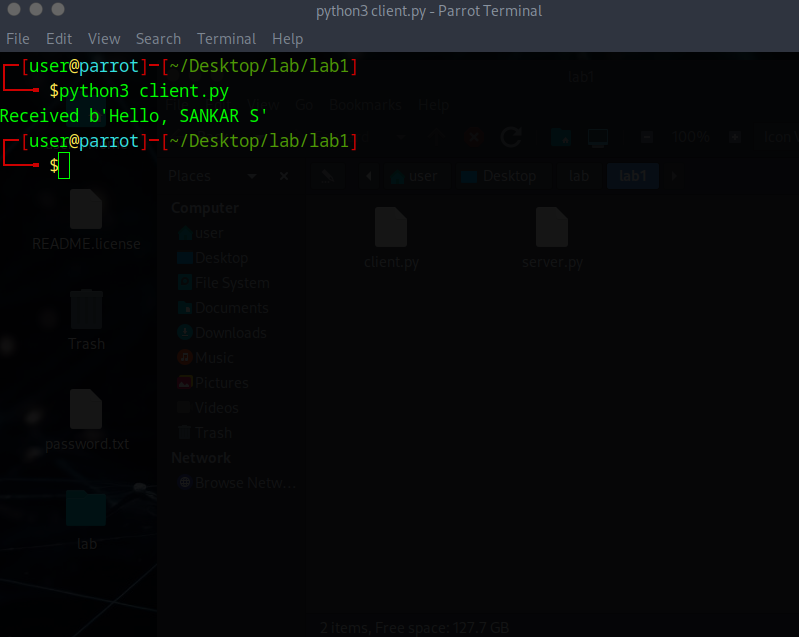 python3 client.py - Parrot Terminal
File Edit View Search Terminal Help
┌─[user@parrot]─[~/Desktop/lab/lab1]
└──╼ $python3 client.py
Received b'Hello, SANKAR S'
┌─[user@parrot]─[~/Desktop/lab/lab1]
└──╼ $
lab1
Go Bookmarks Help
100% Icon V
Places user Desktop lab lab1
Computer
user
Desktop
File System
Documents
Downloads
Music
Pictures
Videos
Trash
Network
Browse Netw...
client.py server.py
README.license
Trash
password.txt
lab
2 items, Free space: 127.7 GB